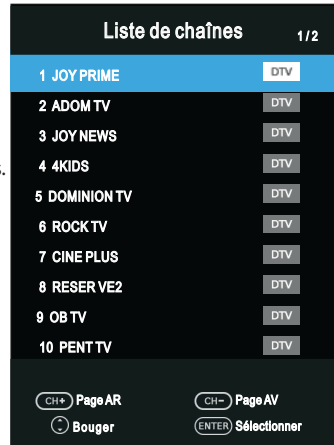 Liste de chaînes 1/2
1 JOY PRIME DTV
2 ADOM TV DTV
3 JOY NEWS DTV
4 4KIDS DTV
5 DOMINION TV DTV
6 ROCK TV DTV
7 CINE PLUS DTV
8 RESER VE2 DTV
9 OB TV DTV
10 PENT TV DTV
CH+ Page AR CH- Page AV
Bouger ENTER Sélectionner